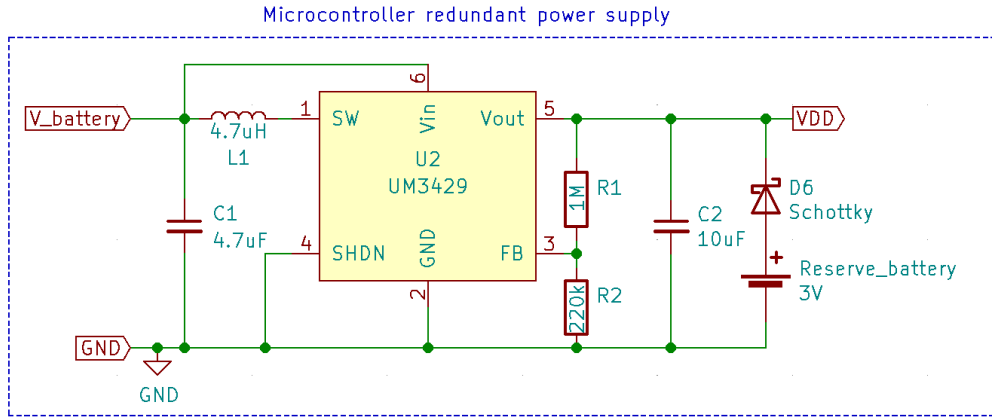 Microcontroller redundant power supply
V_battery
4.7uH
L1
1
SW
6
Vin
U2
UM3429
Vout
5
VDD
R1
1M
D6
Schottky
C1
4.7uF
C2
10uF
4
SHDN
GND
2
FB
3
R2
220k
+
Reserve_battery
3V
GND
GND